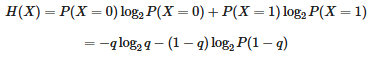 H(X) = P(X = 0) log₂ P(X = 0) + P(X = 1) log₂ P(X = 1)
= −q log₂ q − (1 − q) log₂ P(1 − q)